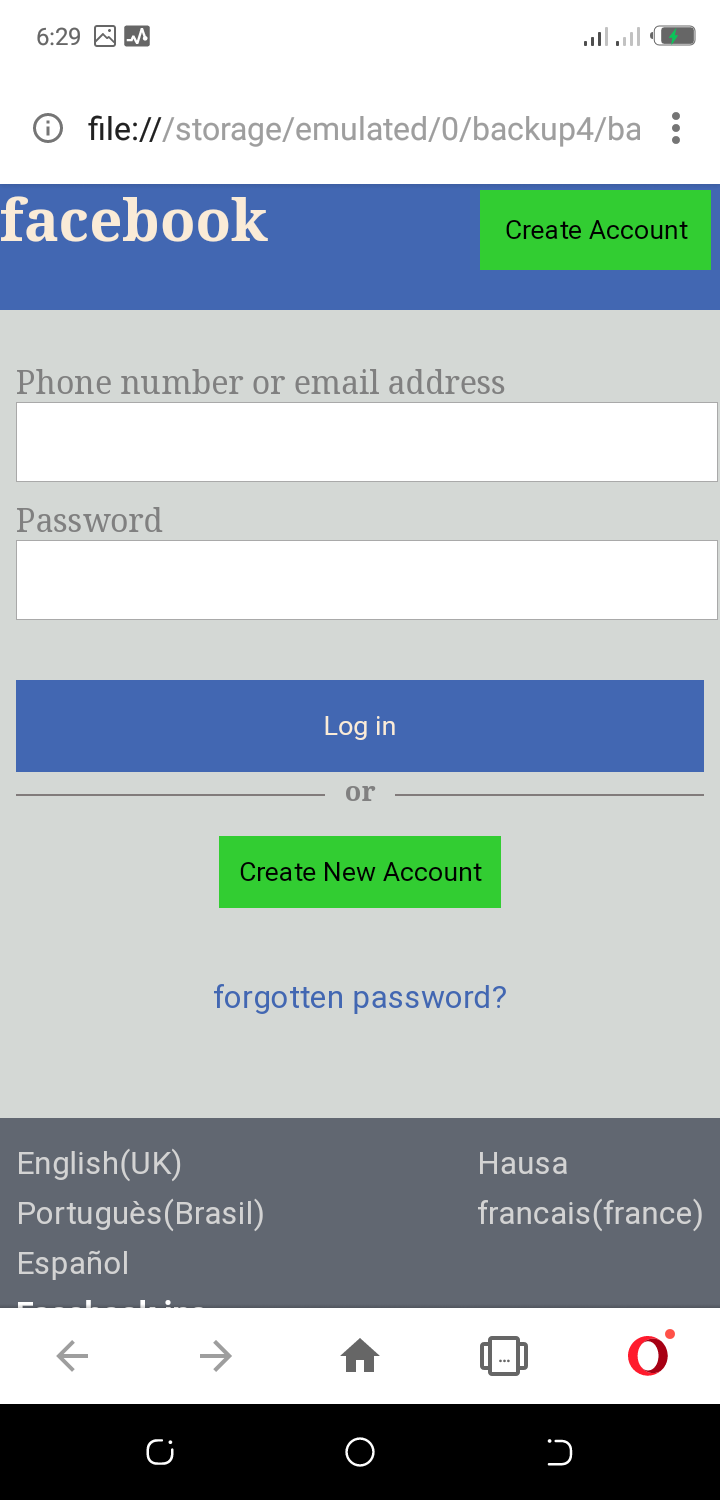 6:29
file:///storage/emulated/0/backup4/ba
facebook
Create Account
Phone number or email address
Password
Log in
or
Create New Account
forgotten password?
English(UK)
Hausa
Portuguès(Brasil)
francais(france)
Español